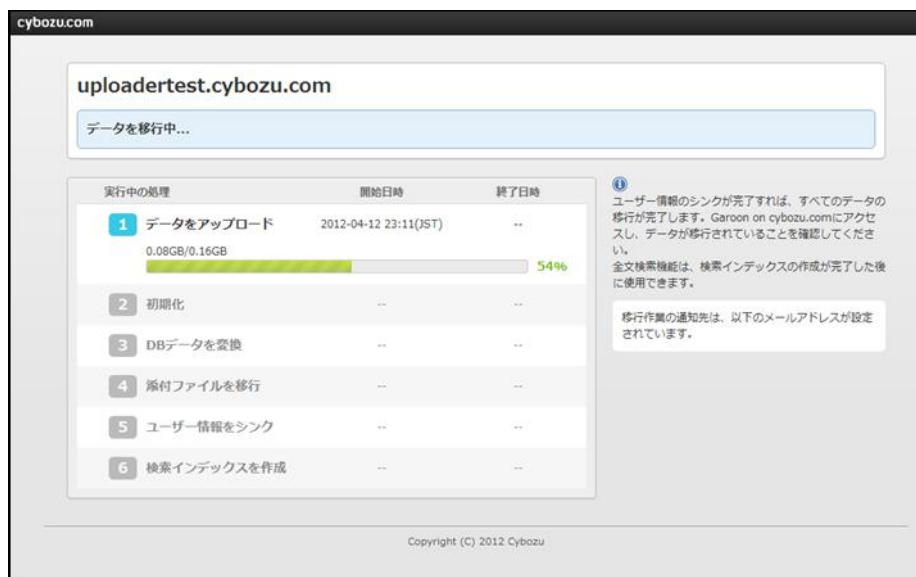 cybozu.com
uploadertest.cybozu.com
データを移行中...
実行中の処理 開始日時 終了日時
1 データをアップロード 2012-04-12 23:11(JST) --
0.08GB/0.16GB
54%
2 初期化 -- --
3 DBデータを変換 -- --
4 添付ファイルを移行 -- --
5 ユーザー情報をシンク -- --
6 検索インデックスを作成 -- --
ユーザー情報のシンクが完了すれば、すべてのデータの
移行が完了します。Garoon on cybozu.comにアクセ
スし、データが移行されていることを確認してくださ
い。
全文検索機能は、検索インデックスの作成が完了した後
に使用できます。
移行作業の通知先は、以下のメールアドレスが設定
されています。
Copyright (C) 2012 Cybozu